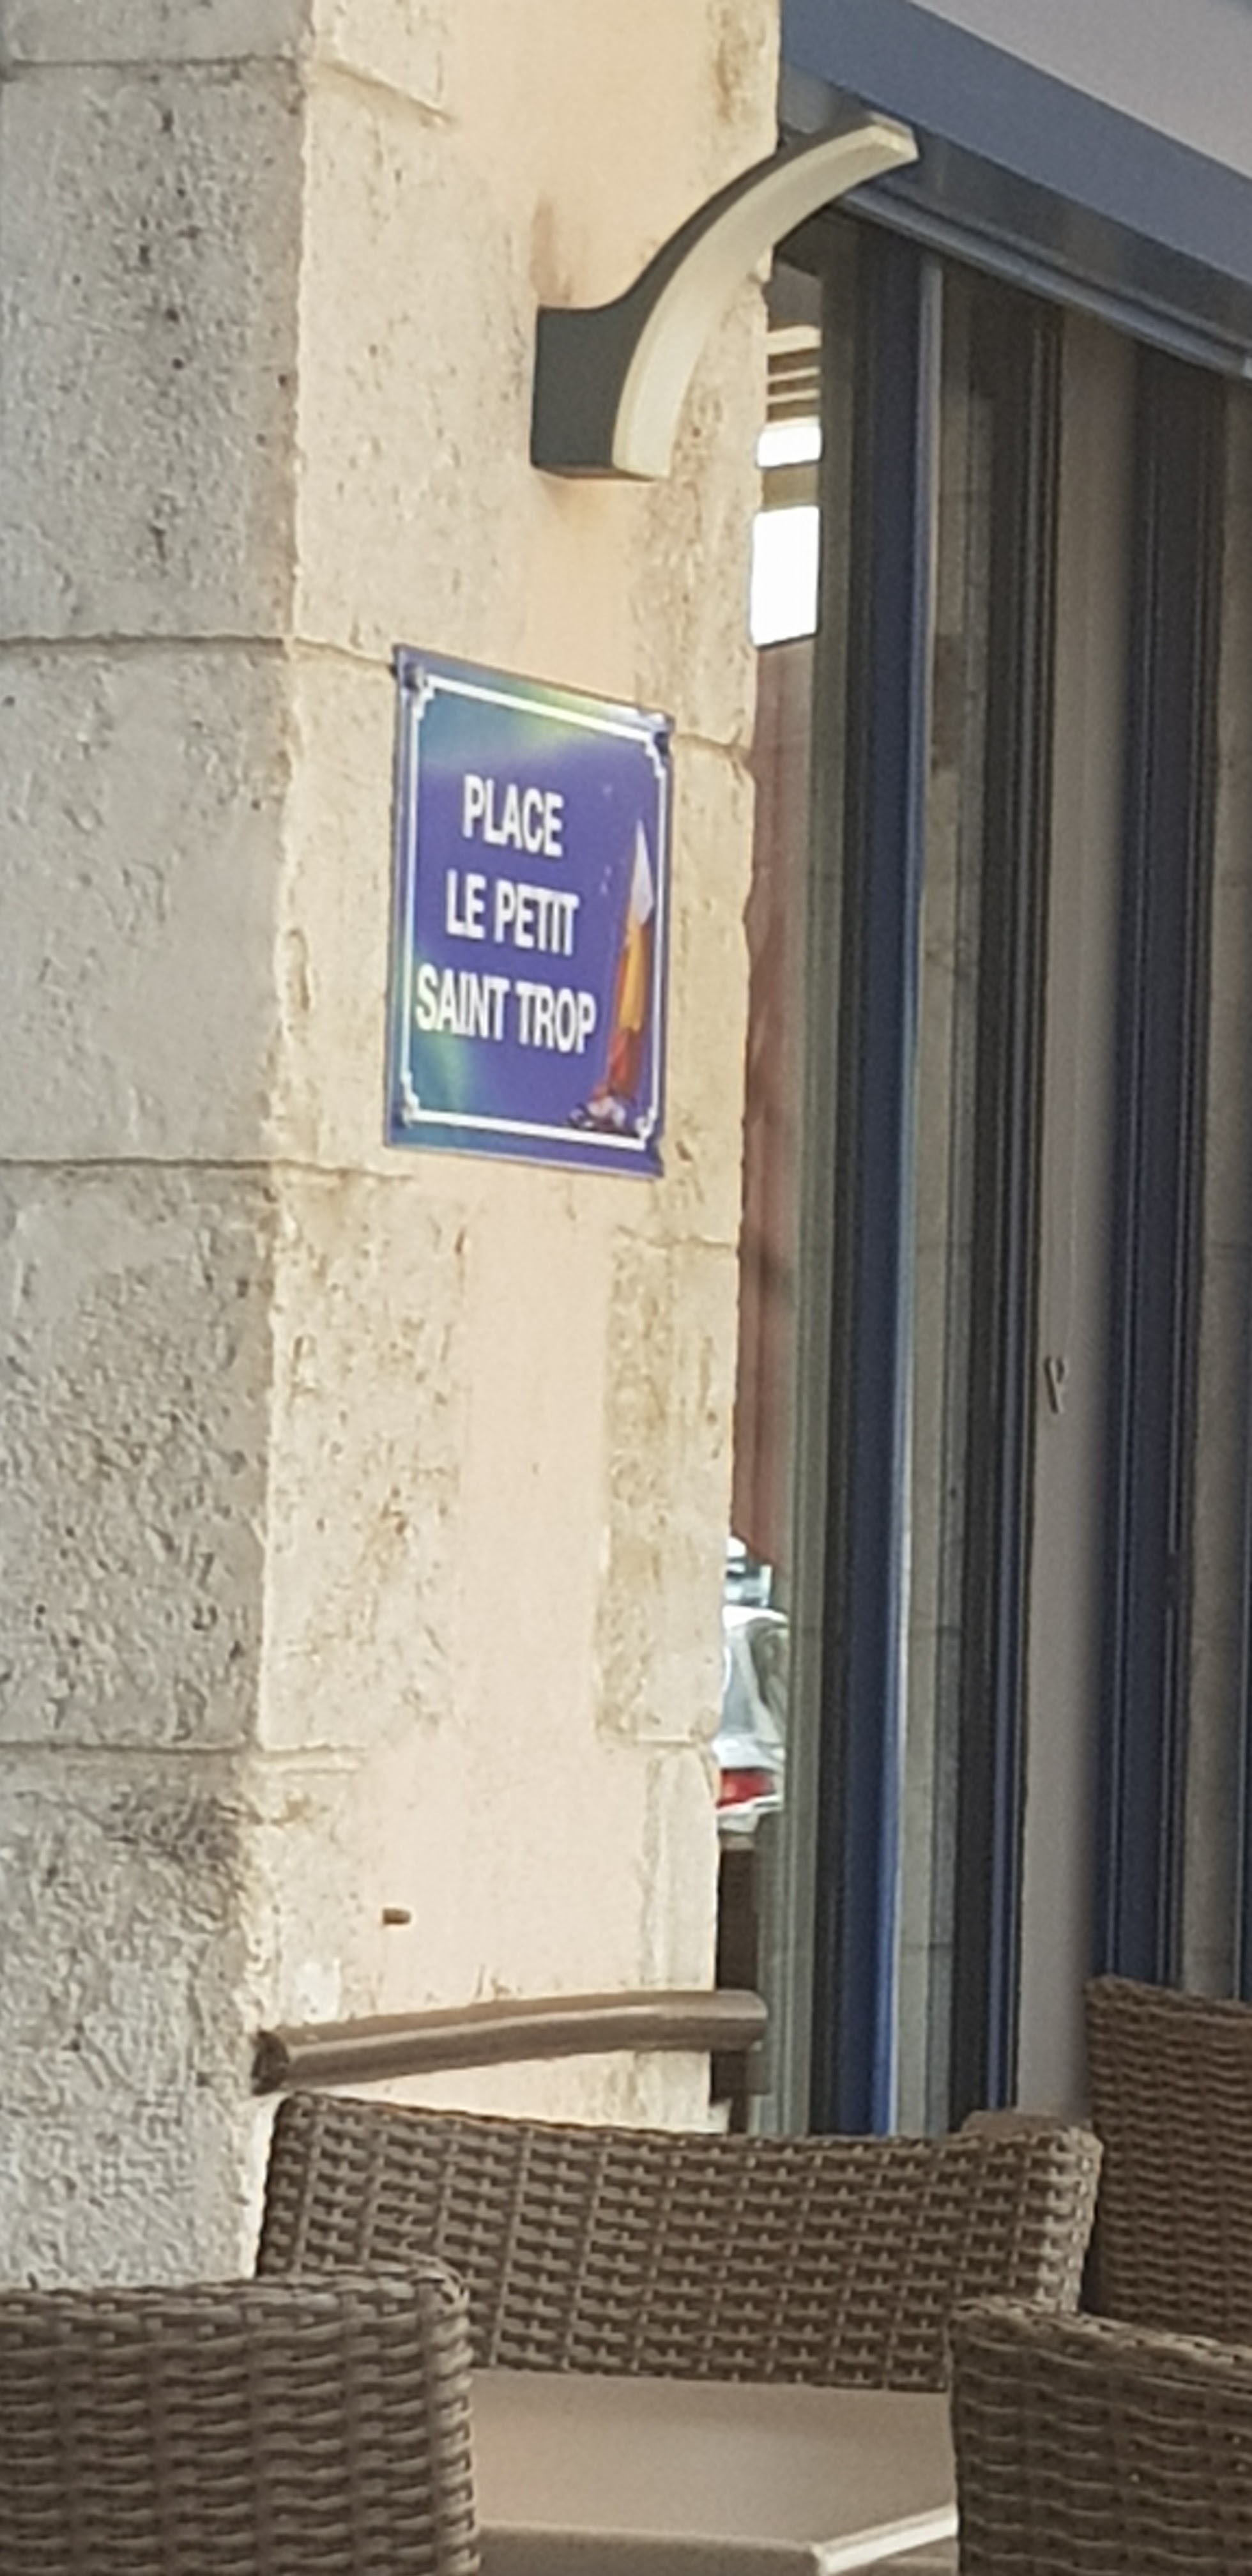 PLACE
LE PETIT
SAINT TROP